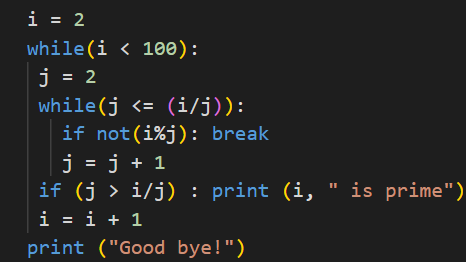 i = 2
while(i < 100):
 j = 2
 while(j <= (i/j)):
   if not(i%j): break
   j = j + 1
 if (j > i/j) : print (i, " is prime")
 i = i + 1
print ("Good bye!")